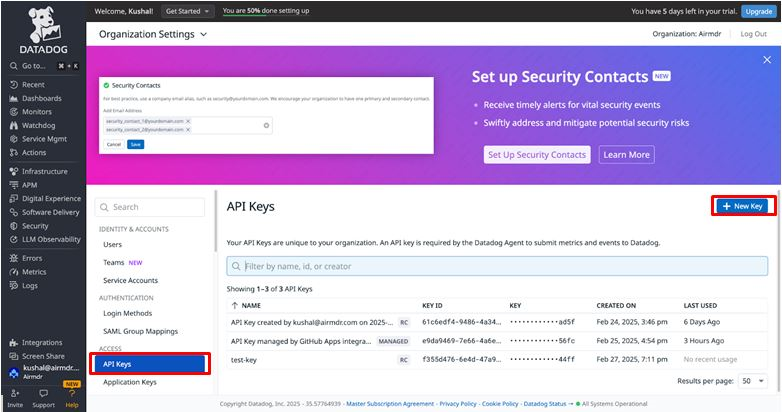 DATADOG
Go to... ⌘ + K
Recent
Dashboards
Monitors
Watchdog
Service Mgmt
Actions
Infrastructure
APM
Digital Experience
Software Delivery
Security
LLM Observability
Errors
Metrics
Logs
Integrations
Screen Share
kushal@airmdr....
Airmdr
NEW
Invite Support Help
Welcome, Kushal! Get Started You are 50% done setting up You have 5 days left in your trial. Upgrade
Organization Settings Organization: Airmdr Log Out
Security Contacts
For best practice, use a company email alias, such as security@yourdomain.com. We encourage your organization to have one primary and secondary contact.
Add Email Address
security_contact_1@yourdomain.com ×
security_contact_2@yourdomain.com ×
Cancel Save
Set up Security Contacts NEW
• Receive timely alerts for vital security events
• Swiftly address and mitigate potential security risks
Set Up Security Contacts Learn More
Search
IDENTITY & ACCOUNTS
Users
Teams NEW
Service Accounts
AUTHENTICATION
Login Methods
SAML Group Mappings
ACCESS
API Keys
Application Keys
API Keys
+ New Key
Your API Keys are unique to your organization. An API key is required by the Datadog Agent to submit metrics and events to Datadog.
Filter by name, id, or creator
Showing 1–3 of 3 API Keys
↑ NAME KEY ID KEY CREATED ON LAST USED
API Key created by kushal@airmdr.com on 2025-... RC 61c6edf4-9486-4a34... ••••••••••••ad5f Feb 24, 2025, 3:46 pm 6 Days Ago
API Key managed by GitHub Apps integra... MANAGED e9da9469-7e66-4a6e... ••••••••••••56fc Feb 25, 2025, 4:54 pm 3 Hours Ago
test-key RC f355d476-6e4d-47a9... ••••••••••••44ff Feb 27, 2025, 7:11 pm No recent usage
Results per page: 50
Copyright Datadog, Inc. 2025 - 35.57764939 - Master Subscription Agreement - Privacy Policy - Cookie Policy - Datadog Status → All Systems Operational